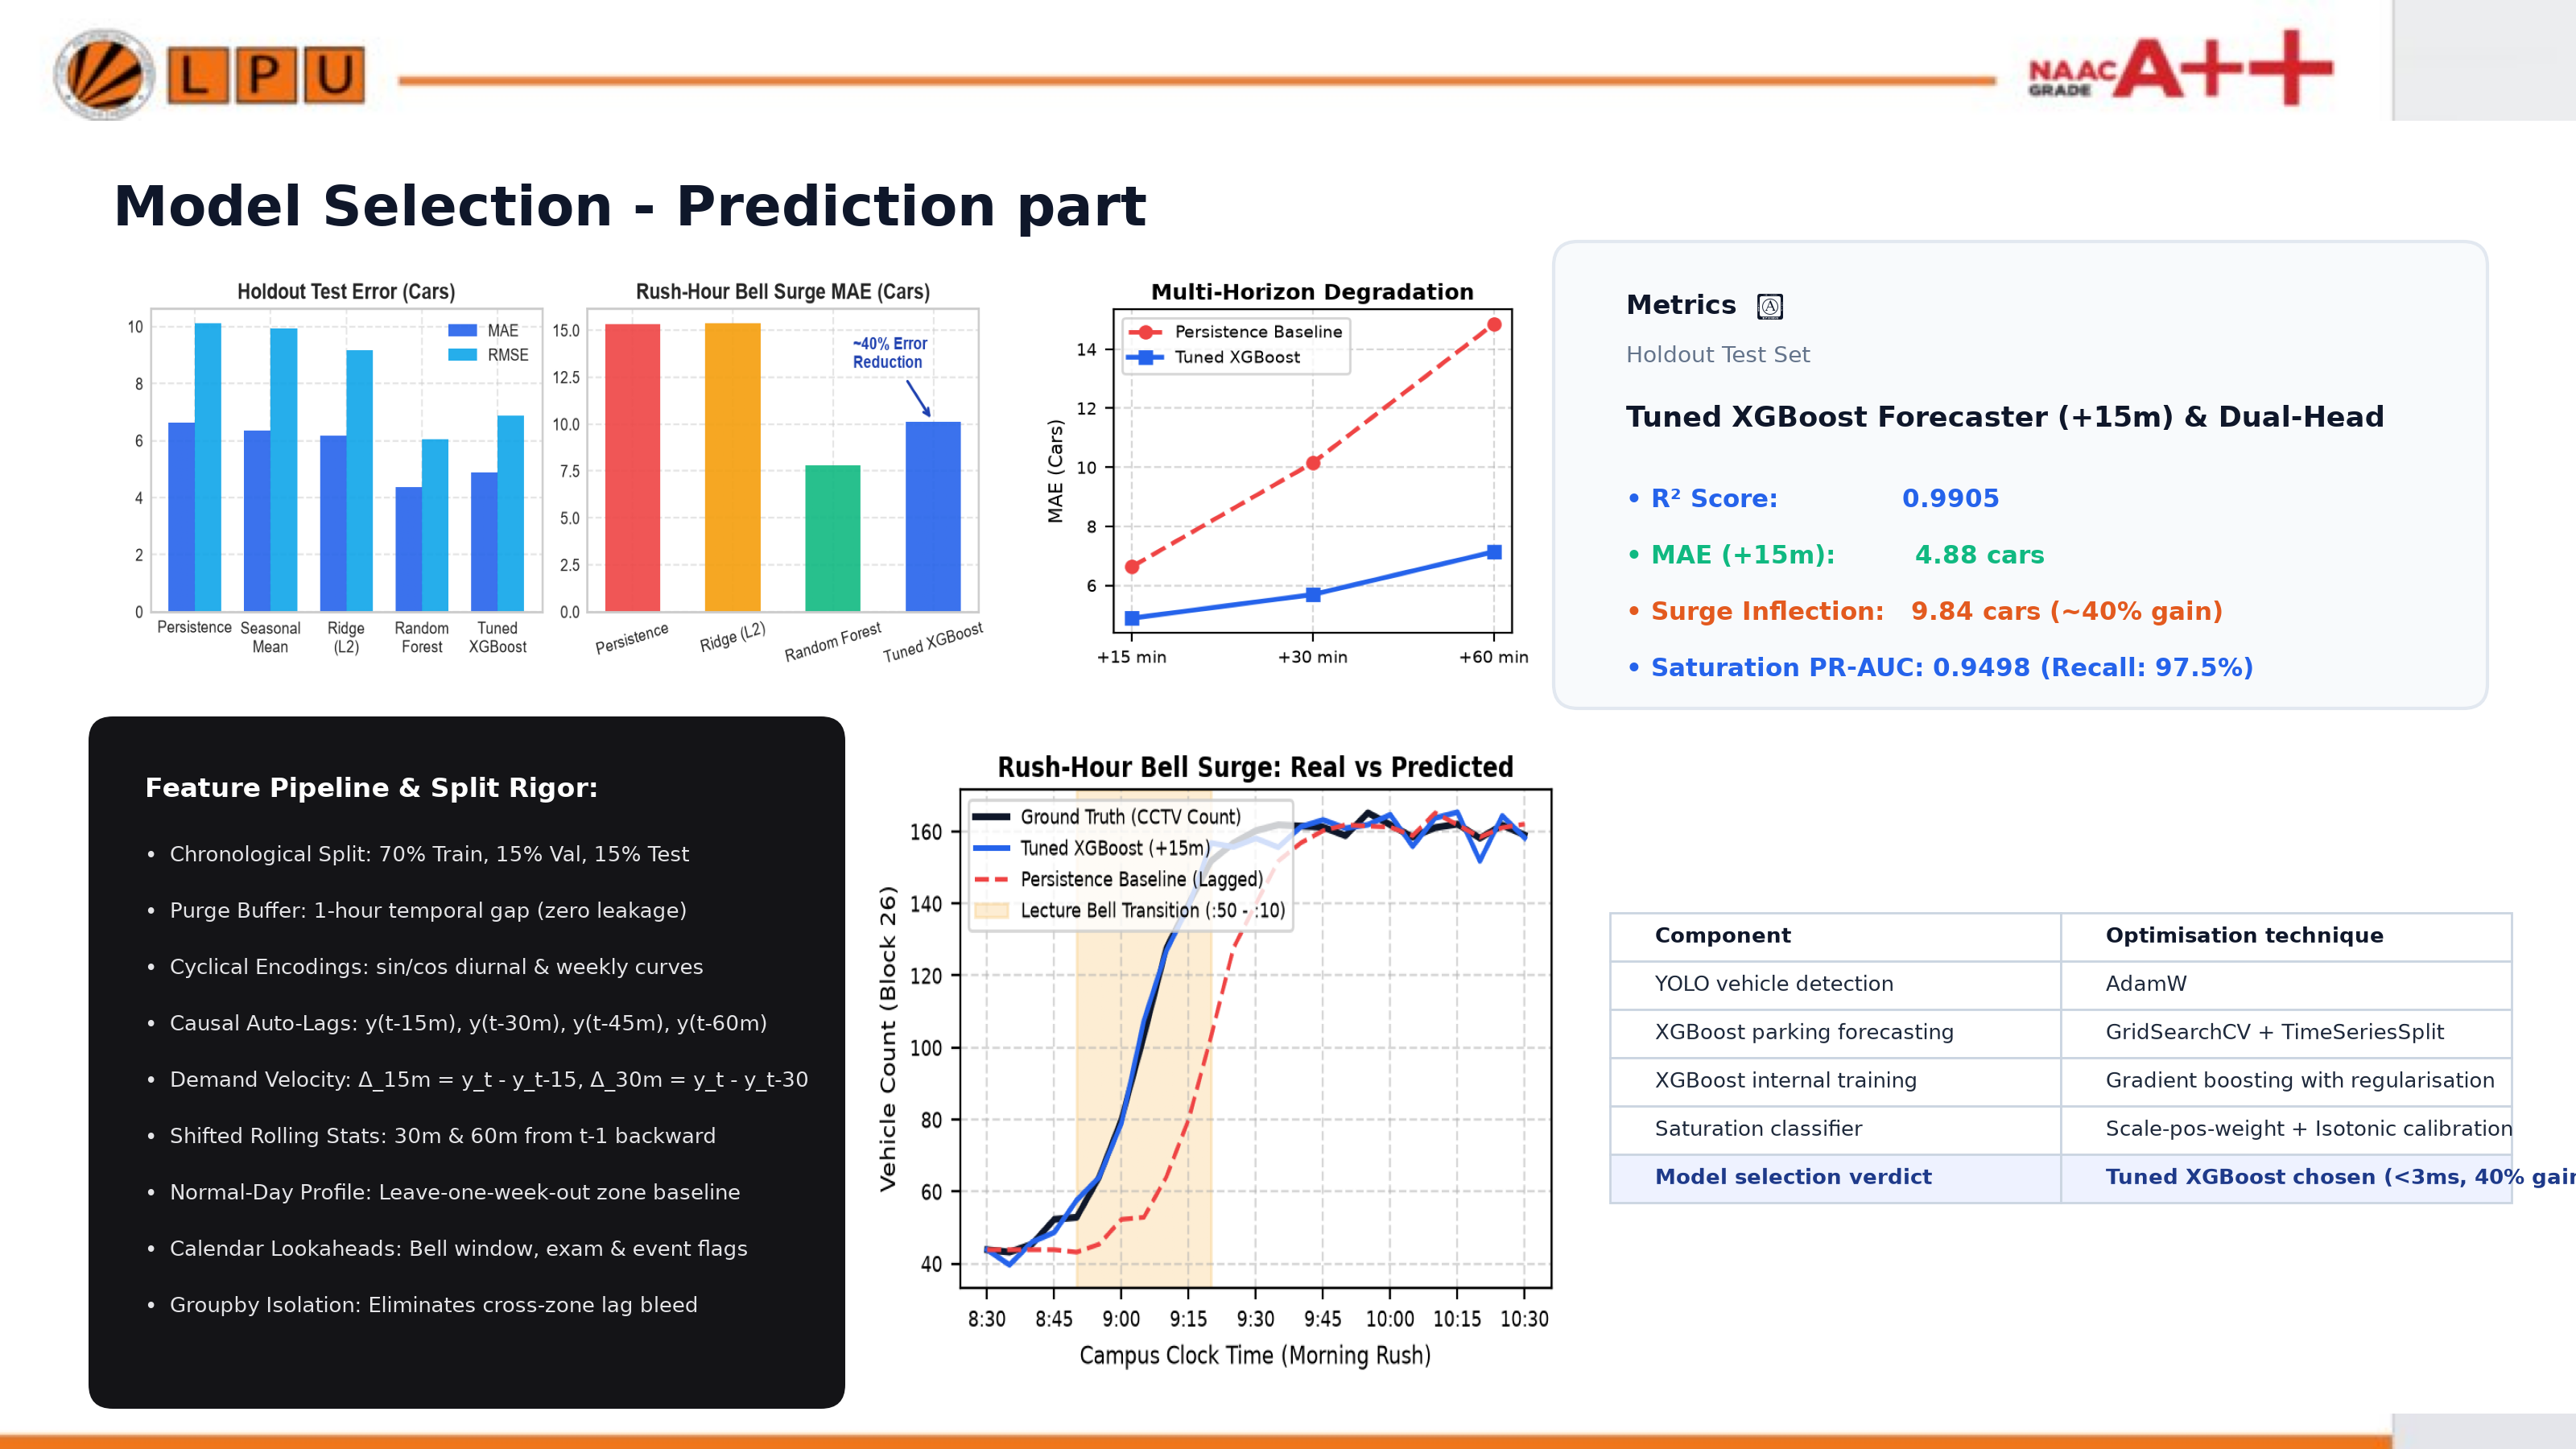 L P U
NAAC
GRADE
A++
Model Selection - Prediction part
Holdout Test Error (Cars)
MAE
RMSE
10
8
6
4
2
0
Persistence
Seasonal
Mean
Ridge
(L2)
Random
Forest
Tuned
XGBoost
Rush-Hour Bell Surge MAE (Cars)
~40% Error
Reduction
15.0
12.5
10.0
7.5
5.0
2.5
0.0
Persistence
Ridge (L2)
Random Forest
Tuned XGBoost
Multi-Horizon Degradation
Persistence Baseline
Tuned XGBoost
MAE (Cars)
14
12
10
8
6
+15 min
+30 min
+60 min
Metrics
Holdout Test Set
Tuned XGBoost Forecaster (+15m) & Dual-Head
• R² Score: 0.9905
• MAE (+15m): 4.88 cars
• Surge Inflection: 9.84 cars (~40% gain)
• Saturation PR-AUC: 0.9498 (Recall: 97.5%)
Feature Pipeline & Split Rigor:
• Chronological Split: 70% Train, 15% Val, 15% Test
• Purge Buffer: 1-hour temporal gap (zero leakage)
• Cyclical Encodings: sin/cos diurnal & weekly curves
• Causal Auto-Lags: y(t-15m), y(t-30m), y(t-45m), y(t-60m)
• Demand Velocity: Δ_15m = y_t - y_t-15, Δ_30m = y_t - y_t-30
• Shifted Rolling Stats: 30m & 60m from t-1 backward
• Normal-Day Profile: Leave-one-week-out zone baseline
• Calendar Lookaheads: Bell window, exam & event flags
• Groupby Isolation: Eliminates cross-zone lag bleed
Rush-Hour Bell Surge: Real vs Predicted
Ground Truth (CCTV Count)
Tuned XGBoost (+15m)
Persistence Baseline (Lagged)
Lecture Bell Transition (:50 - :10)
Vehicle Count (Block 26)
160
140
120
100
80
60
40
8:30 8:45 9:00 9:15 9:30 9:45 10:00 10:15 10:30
Campus Clock Time (Morning Rush)
Component Optimisation technique
YOLO vehicle detection AdamW
XGBoost parking forecasting GridSearchCV + TimeSeriesSplit
XGBoost internal training Gradient boosting with regularisation
Saturation classifier Scale-pos-weight + Isotonic calibration
Model selection verdict Tuned XGBoost chosen (<3ms, 40% gain